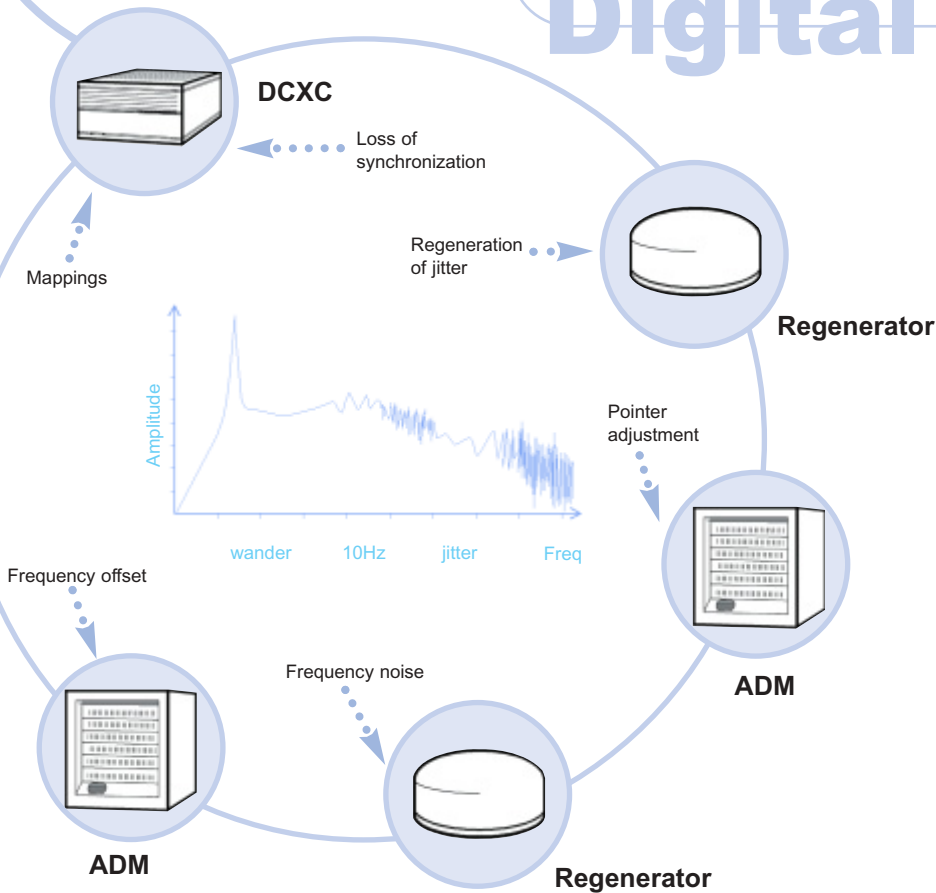 Digital
DCXC
Loss of
synchronization
Regeneration
of jitter
Mappings
Regenerator
Amplitude
Pointer
adjustment
wander 10Hz jitter Freq
Frequency offset
Frequency noise
ADM
ADM
Regenerator